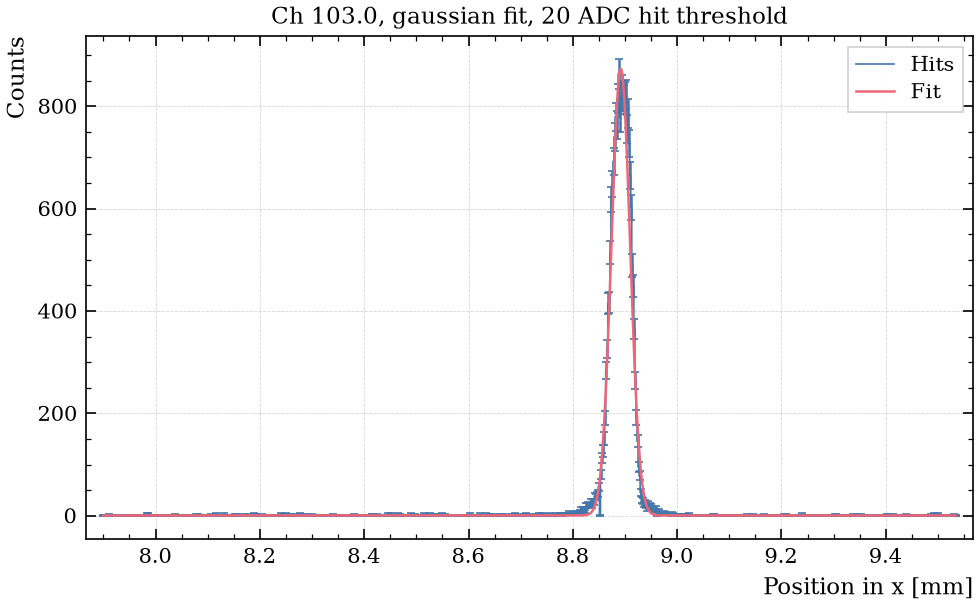 Ch 103.0, gaussian fit, 20 ADC hit threshold
Counts
800
600
400
200
0
Hits
Fit
8.0 8.2 8.4 8.6 8.8 9.0 9.2 9.4
Position in x [mm]